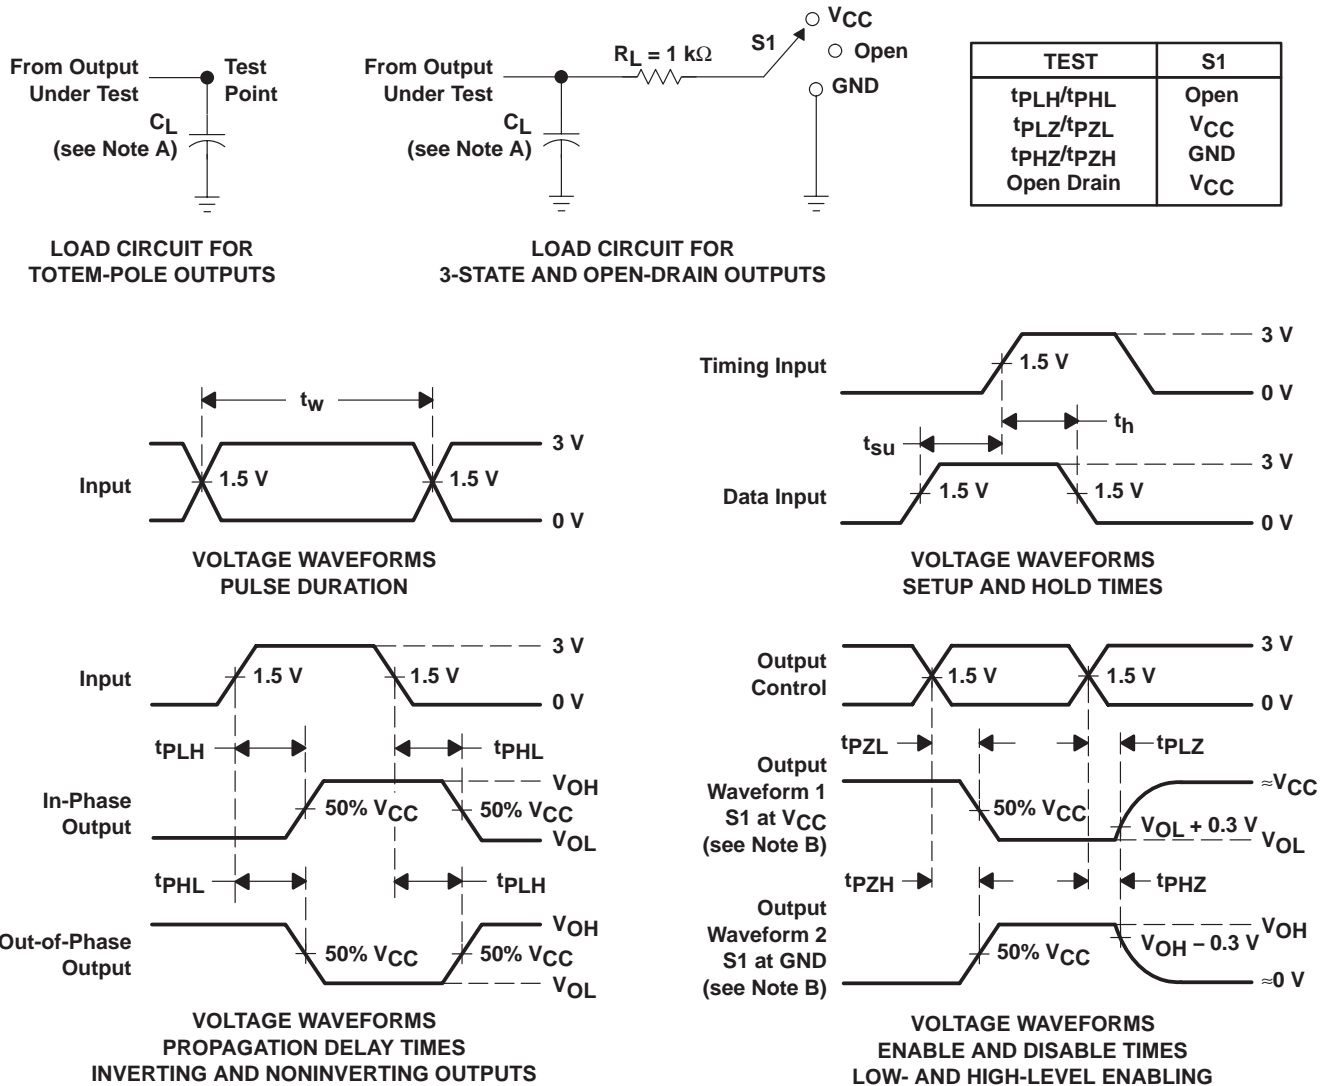 From Output
Under Test
Test
Point
CL
(see Note A)
LOAD CIRCUIT FOR
TOTEM-POLE OUTPUTS
From Output
Under Test
RL = 1 kΩ
S1
VCC
Open
GND
CL
(see Note A)
LOAD CIRCUIT FOR
3-STATE AND OPEN-DRAIN OUTPUTS
TEST S1
tPLH/tPHL Open
tPLZ/tPZL VCC
tPHZ/tPZH GND
Open Drain VCC
tw
Input
1.5 V
1.5 V
3 V
0 V
VOLTAGE WAVEFORMS
PULSE DURATION
Timing Input
1.5 V
3 V
0 V
tsu
th
Data Input
1.5 V
1.5 V
3 V
0 V
VOLTAGE WAVEFORMS
SETUP AND HOLD TIMES
Input
1.5 V
1.5 V
3 V
0 V
tPLH
tPHL
In-Phase
Output
50% VCC
50% VCC
VOH
VOL
tPHL
tPLH
Out-of-Phase
Output
50% VCC
50% VCC
VOH
VOL
VOLTAGE WAVEFORMS
PROPAGATION DELAY TIMES
INVERTING AND NONINVERTING OUTPUTS
Output
Control
1.5 V
1.5 V
3 V
0 V
tPZL
tPLZ
Output
Waveform 1
S1 at VCC
(see Note B)
50% VCC
≈VCC
VOL + 0.3 V
VOL
tPZH
tPHZ
Output
Waveform 2
S1 at GND
(see Note B)
50% VCC
VOH
VOH − 0.3 V
≈0 V
VOLTAGE WAVEFORMS
ENABLE AND DISABLE TIMES
LOW- AND HIGH-LEVEL ENABLING